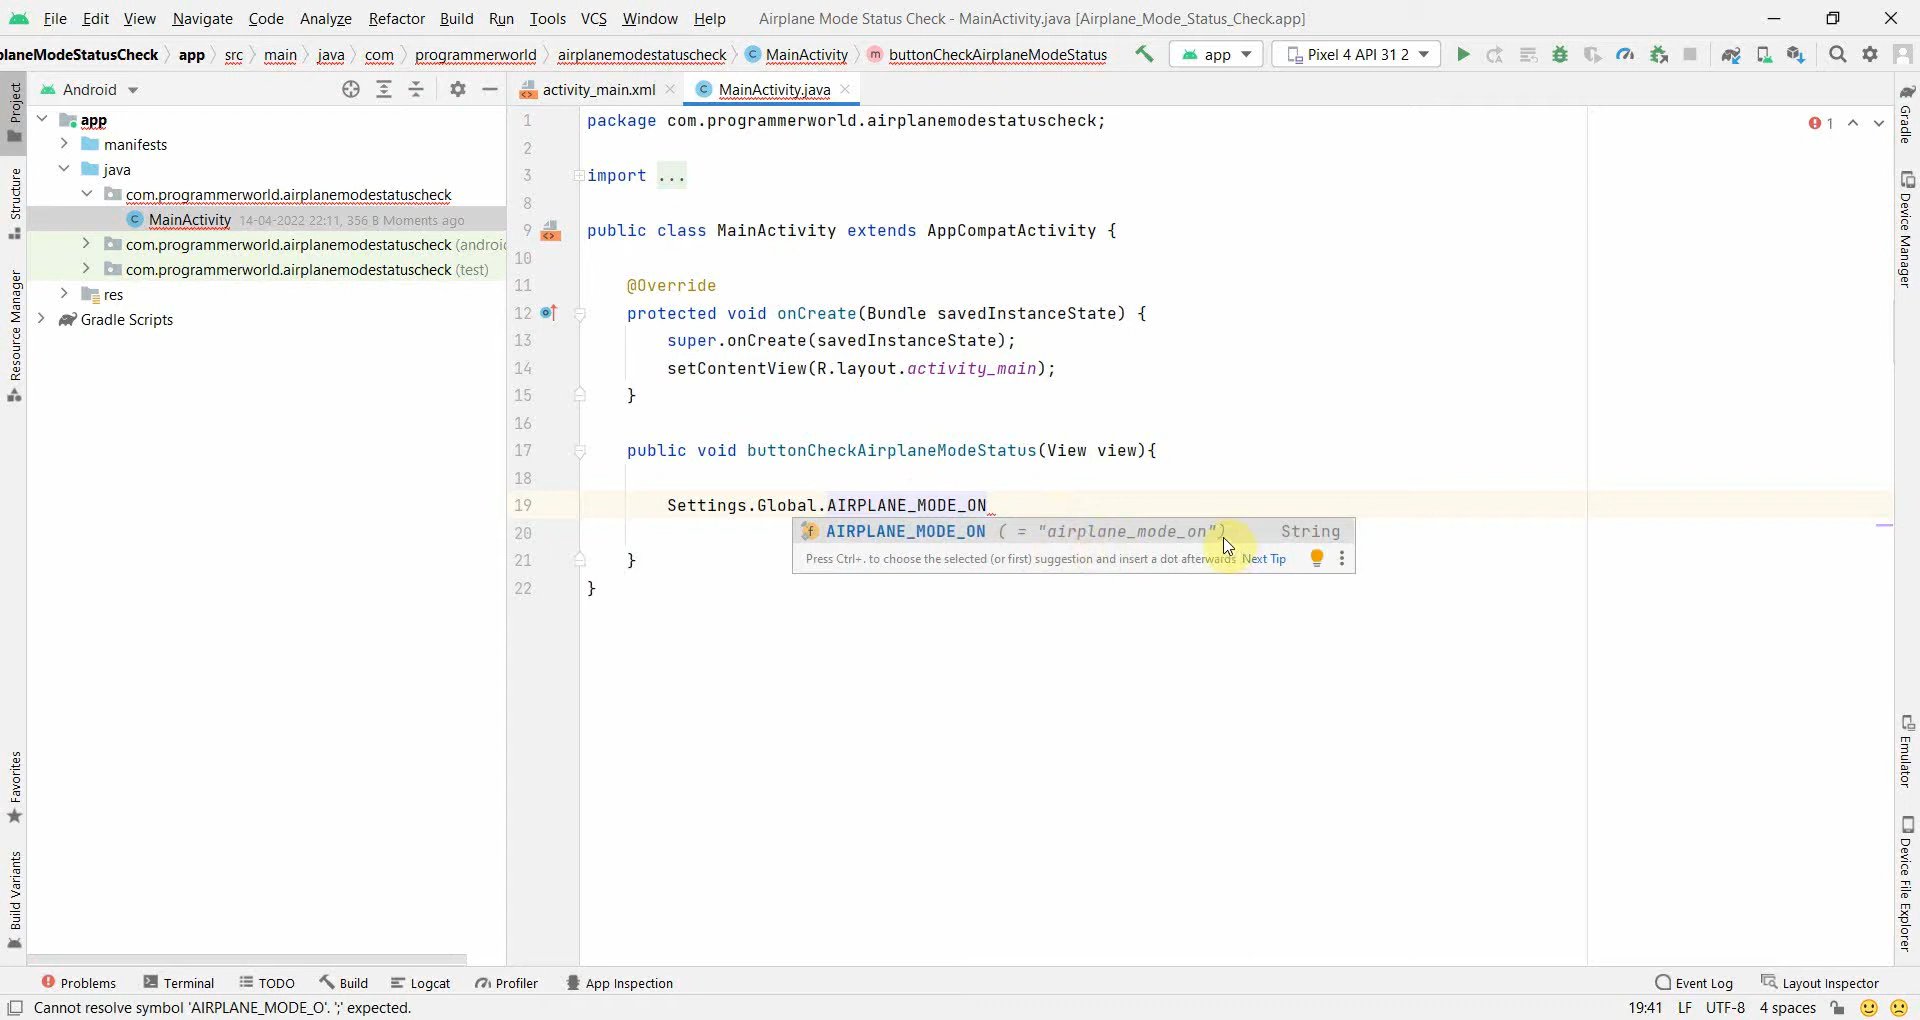 File Edit View Navigate Code Analyze Refactor Build Run Tools VCS Window Help Airplane Mode Status Check - MainActivity.java [Airplane_Mode_Status_Check.app]
planeModeStatusCheck app src main java com programmerworld airplanemodestatuscheck MainActivity buttonCheckAirplaneModeStatus app Pixel 4 API 31 2
Android
activity_main.xml MainActivity.java
Project
Structure
Resource Manager
Favorites
Build Variants
app
manifests
java
com.programmerworld.airplanemodestatuscheck
MainActivity 14-04-2022 22:11, 356 B Moments ago
com.programmerworld.airplanemodestatuscheck (androi
com.programmerworld.airplanemodestatuscheck (test)
res
Gradle Scripts
1 package com.programmerworld.airplanemodestatuscheck;
2
3 import ...
8
9 public class MainActivity extends AppCompatActivity {
10
11 @Override
12 protected void onCreate(Bundle savedInstanceState) {
13 super.onCreate(savedInstanceState);
14 setContentView(R.layout.activity_main);
15 }
16
17 public void buttonCheckAirplaneModeStatus(View view){
18
19 Settings.Global.AIRPLANE_MODE_ON
20
21 }
22 }
AIRPLANE_MODE_ON ( = "airplane_mode_on") String
Press Ctrl+. to choose the selected (or first) suggestion and insert a dot afterwards Next Tip
1
Gradle
Device Manager
Emulator
Device File Explorer
Problems Terminal TODO Build Logcat Profiler App Inspection Event Log Layout Inspector
Cannot resolve symbol 'AIRPLANE_MODE_O'. ';' expected. 19:41 LF UTF-8 4 spaces